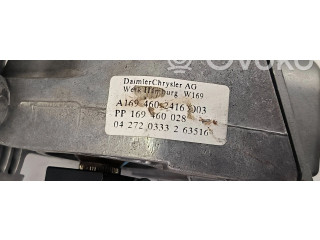 DaimlerChrysler AG
Werk Hamburg W169
A169 460 2416 003
PP 169 460 028
04 272 0333 2 63516